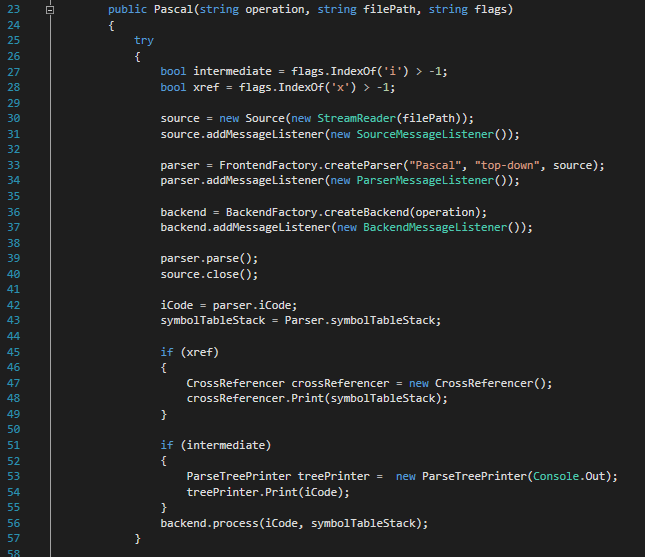 23 public Pascal(string operation, string filePath, string flags)
24 {
25 try
26 {
27 bool intermediate = flags.IndexOf('i') > -1;
28 bool xref = flags.IndexOf('x') > -1;
29
30 source = new Source(new StreamReader(filePath));
31 source.addMessageListener(new SourceMessageListener());
32
33 parser = FrontendFactory.createParser("Pascal", "top-down", source);
34 parser.addMessageListener(new ParserMessageListener());
35
36 backend = BackendFactory.createBackend(operation);
37 backend.addMessageListener(new BackendMessageListener());
38
39 parser.parse();
40 source.close();
41
42 iCode = parser.iCode;
43 symbolTableStack = Parser.symbolTableStack;
44
45 if (xref)
46 {
47 CrossReferencer crossReferencer = new CrossReferencer();
48 crossReferencer.Print(symbolTableStack);
49 }
50
51 if (intermediate)
52 {
53 ParseTreePrinter treePrinter =  new ParseTreePrinter(Console.Out);
54 treePrinter.Print(iCode);
55 }
56 backend.process(iCode, symbolTableStack);
57 }
58